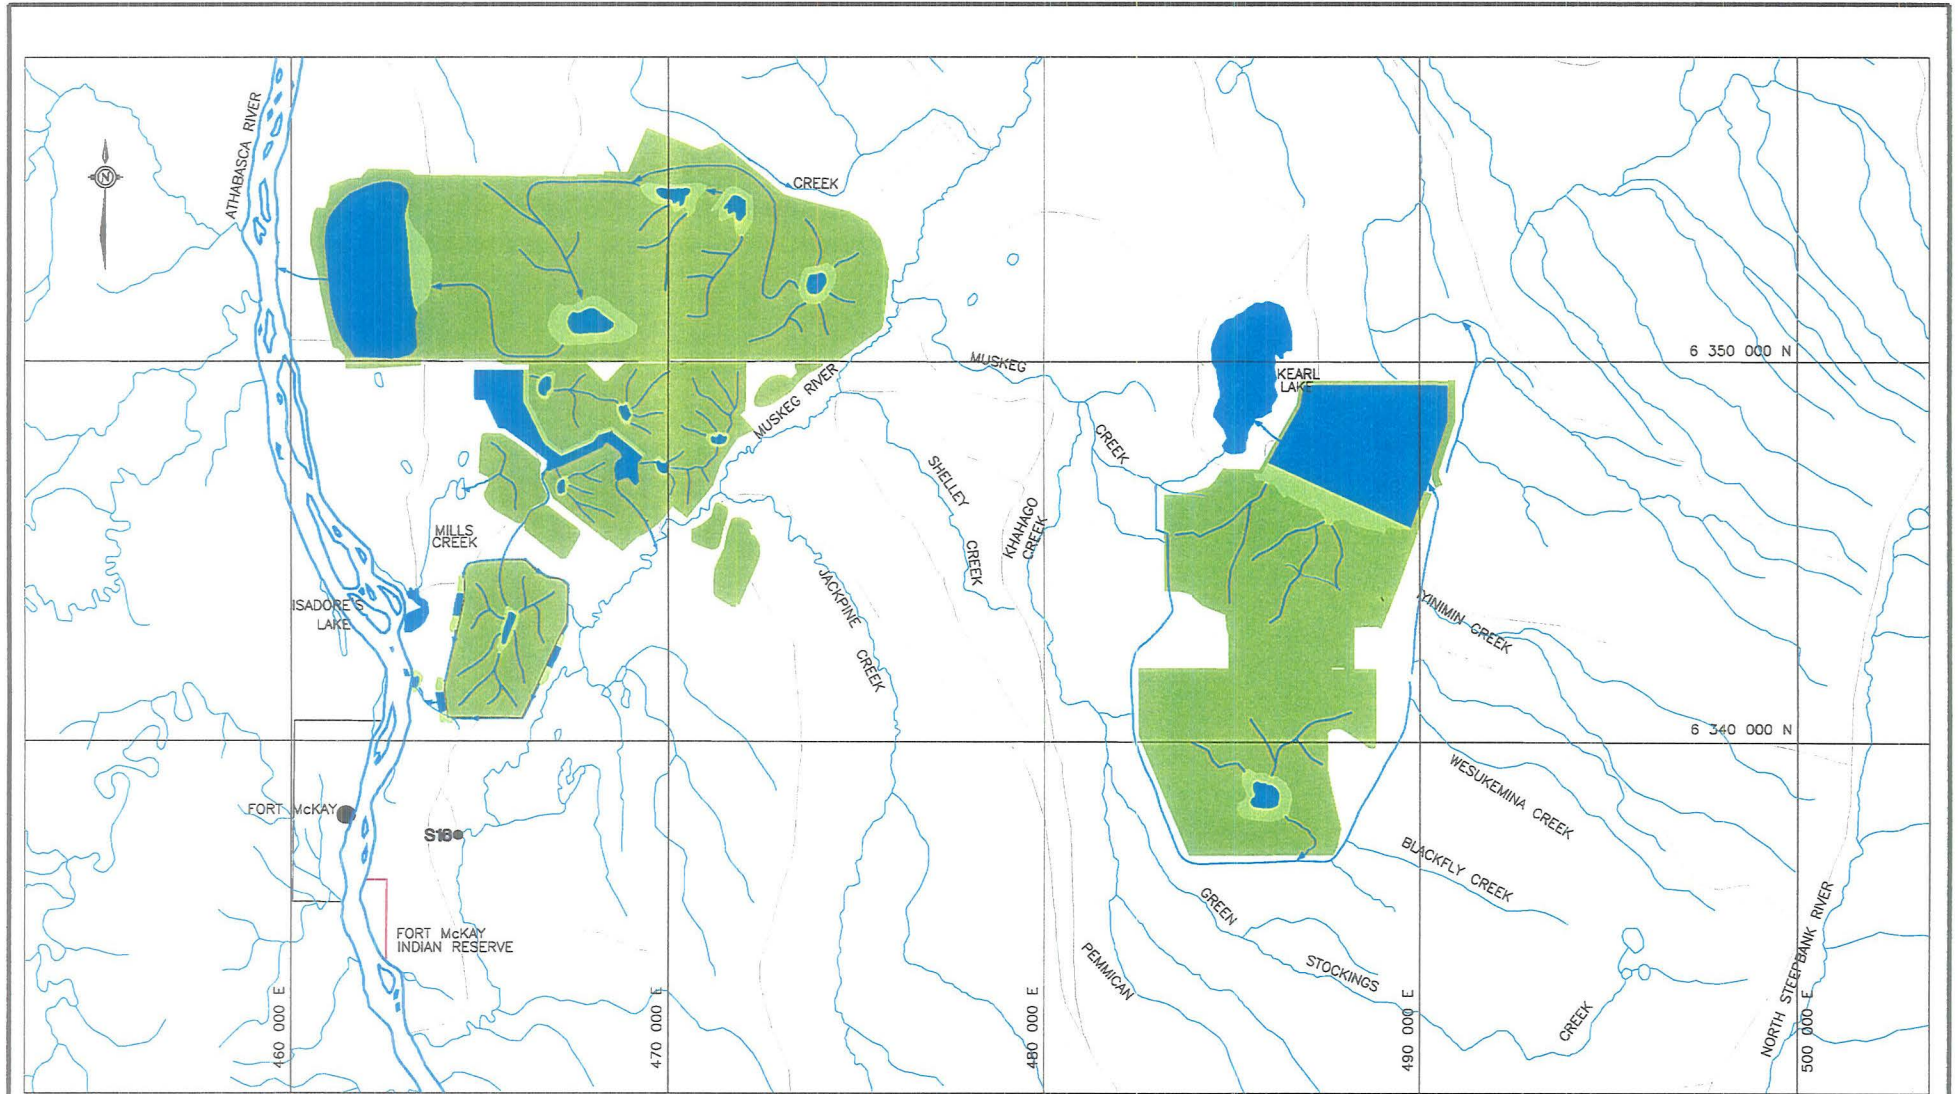 N
ATHABASCA RIVER
CREEK
6 350 000 N
MUSKEG
KEARL
LAKE
MUSKEG RIVER
CREEK
SHELLEY
CREEK
KHAHAGO
CREEK
MILLS
CREEK
JACKPINE
CREEK
ISADORE'S
LAKE
IYINIMIN CREEK
6 340 000 N
WESUKEMINA CREEK
FORT McKAY
S16
BLACKFLY CREEK
GREEN
STOCKINGS
CREEK
FORT McKAY
INDIAN RESERVE
PEMMICAN
NORTH STEEPBANK RIVER
460 000 E
470 000 E
480 000 E
490 000 E
500 000 E